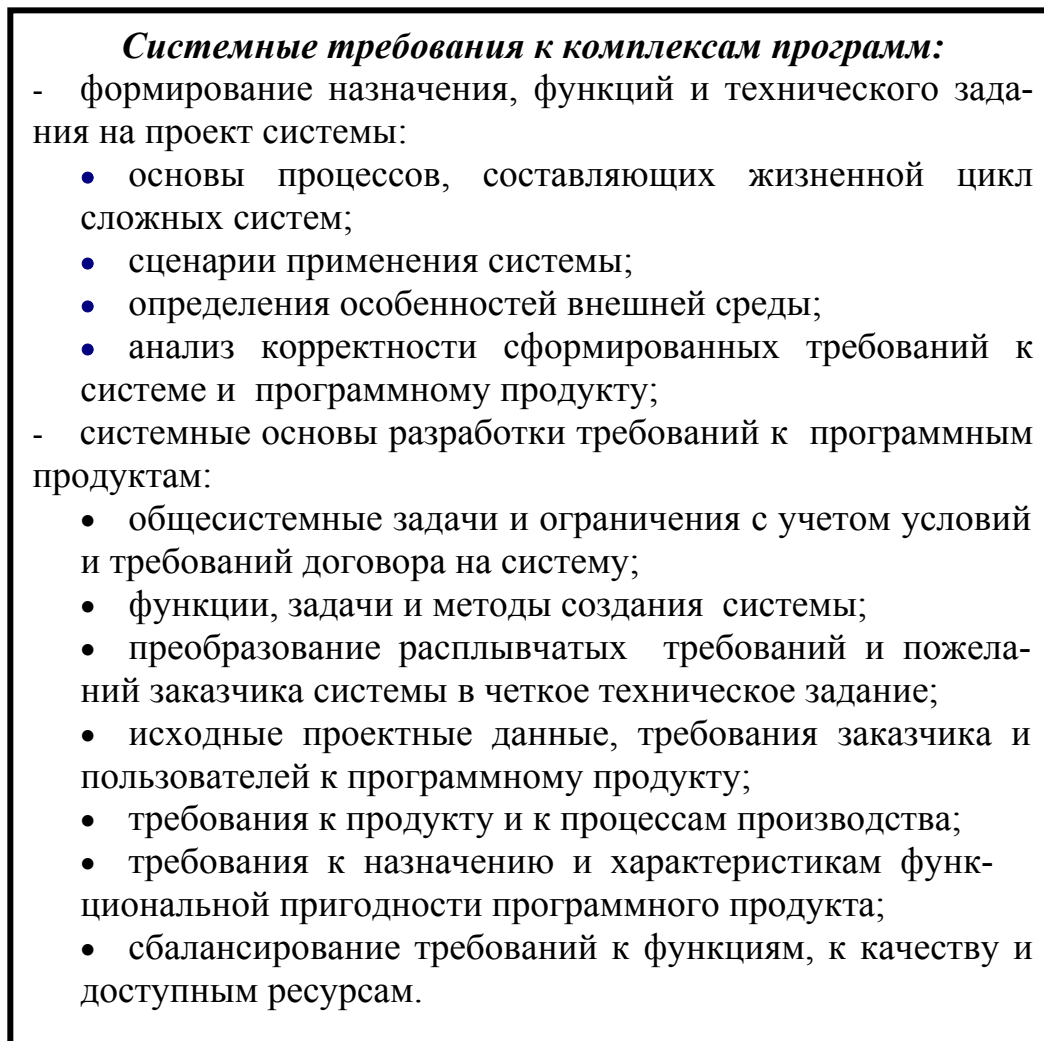 Системные требования к комплексам программ:
- формирование назначения, функций и технического зада-
ния на проект системы:
• основы процессов, составляющих жизненной цикл
сложных систем;
• сценарии применения системы;
• определения особенностей внешней среды;
• анализ корректности сформированных требований к
системе и программному продукту;
- системные основы разработки требований к программным
продуктам:
• общесистемные задачи и ограничения с учетом условий
и требований договора на систему;
• функции, задачи и методы создания системы;
• преобразование расплывчатых требований и пожела-
ний заказчика системы в четкое техническое задание;
• исходные проектные данные, требования заказчика и
пользователей к программному продукту;
• требования к продукту и к процессам производства;
• требования к назначению и характеристикам функ-
циональной пригодности программного продукта;
• сбалансирование требований к функциям, к качеству и
доступным ресурсам.